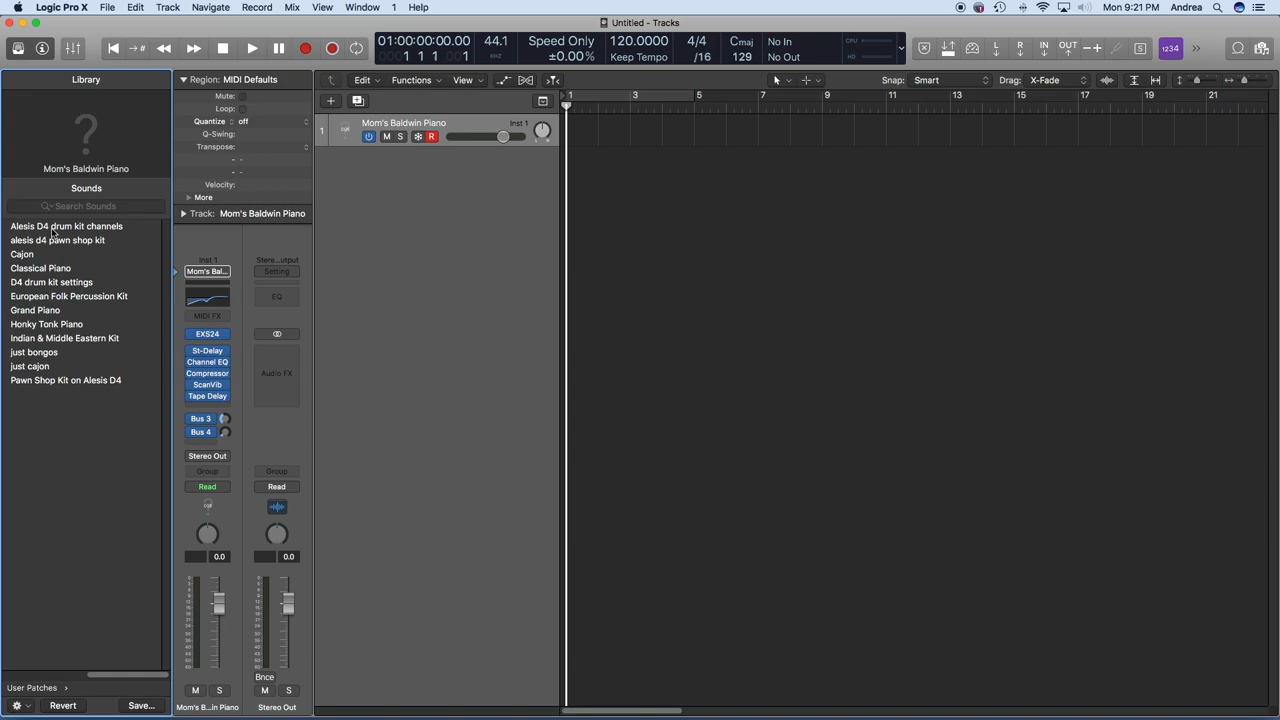 Logic Pro X File Edit Track Navigate Record Mix View Window 1 Help Mon 9:21 PM Andrea
Untitled - Tracks
01:00:00:00.00 44.1 Speed Only 120.0000 4/4 Cmaj No In CPU
1 1 1 1 KHZ ±0.00% Keep Tempo /16 129 No Out HD
L R IN OUT S 1234
Library
Region: MIDI Defaults
Edit Functions View Snap: Smart Drag: X-Fade
Mute:
Loop:
Quantize off
Q-Swing:
Transpose:
Velocity:
More
Track: Mom's Baldwin Piano
1 3 5 7 9 11 13 15 17 19 21
1 Mom's Baldwin Piano Inst 1
M S R
Mom's Baldwin Piano
Sounds
Search Sounds
Alesis D4 drum kit channels
alesis d4 pawn shop kit
Cajon
Classical Piano
D4 drum kit settings
European Folk Percussion Kit
Grand Piano
Honky Tonk Piano
Indian & Middle Eastern Kit
just bongos
just cajon
Pawn Shop Kit on Alesis D4
User Patches
Revert Save...
Inst 1 Stere...utput
Mom's Bal... Setting
EQ
MIDI FX
EXS24
St-Delay
Channel EQ
Compressor Audio FX
ScanVib
Tape Delay
Bus 3
Bus 4
Stereo Out
Group Group
Read Read
0.0 0.0
Bnce
M S M S
Mom's B...in Piano Stereo Out